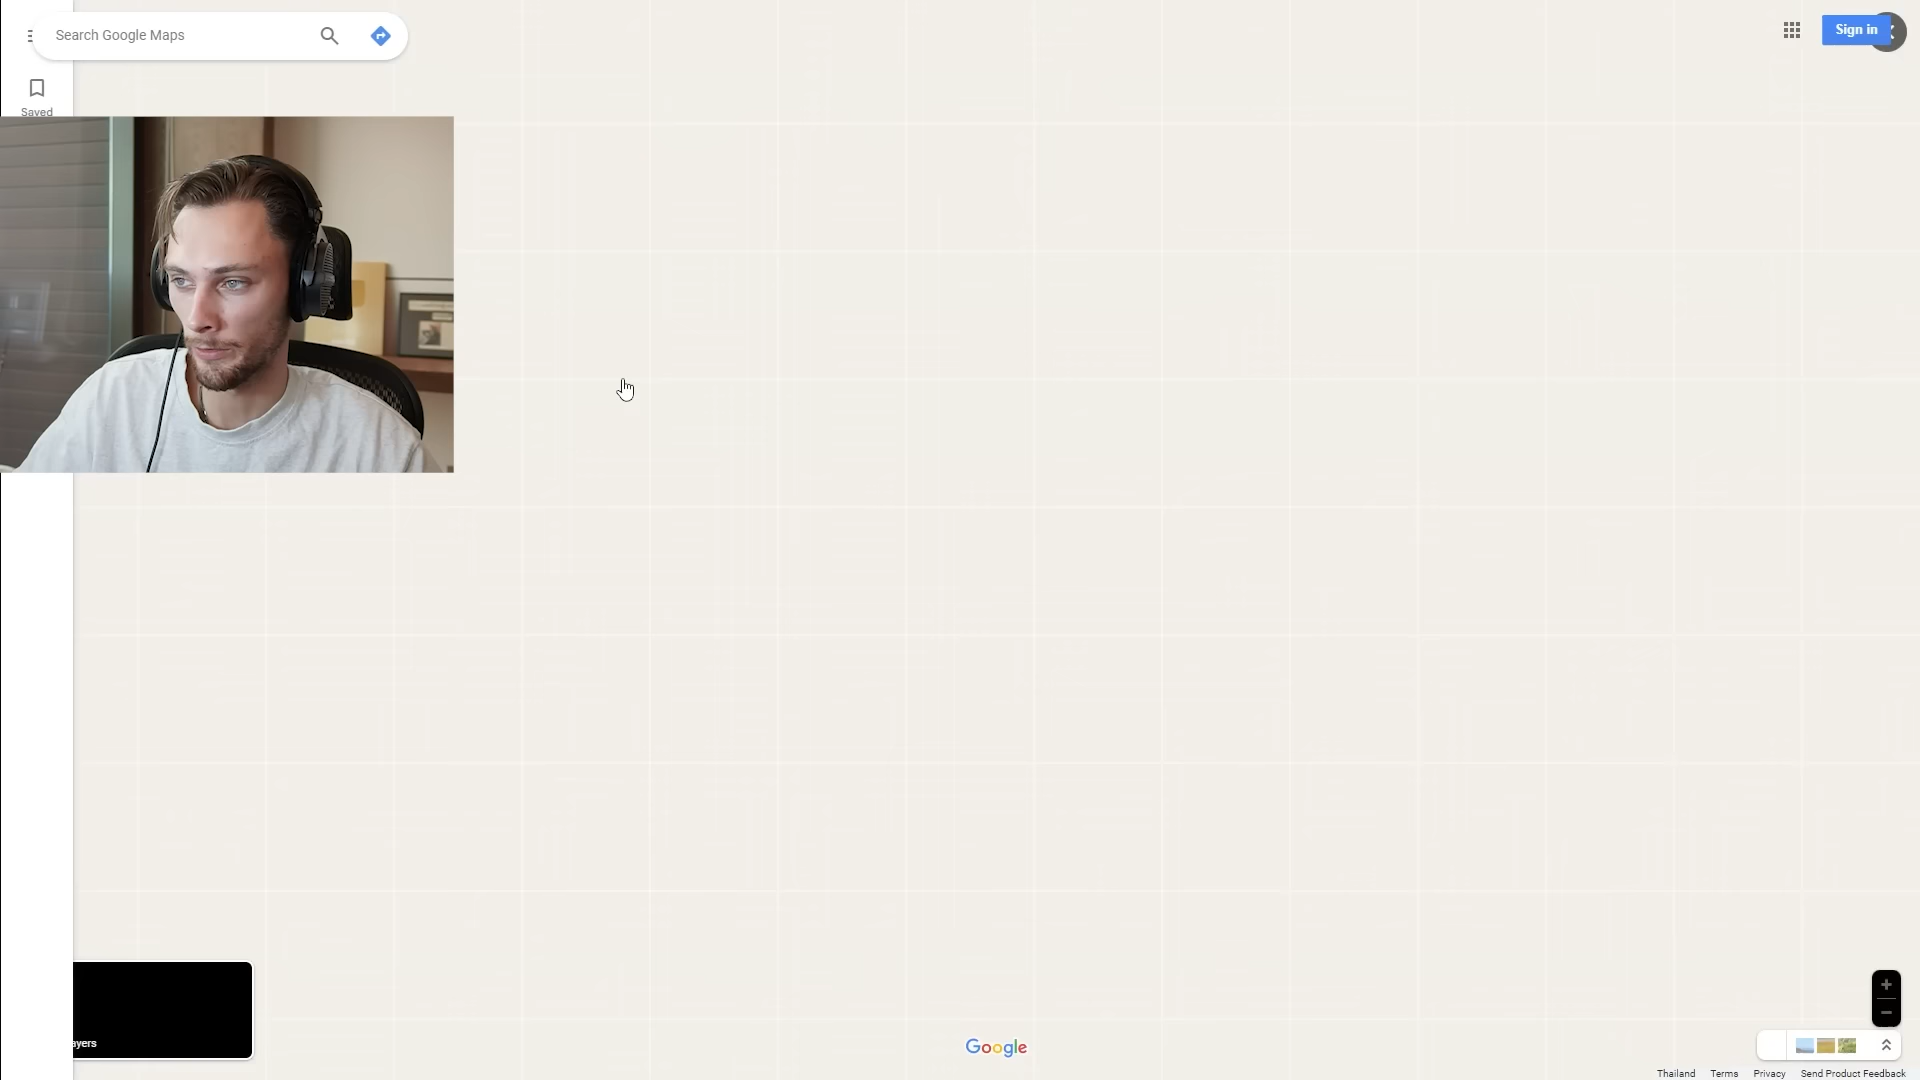 Search Google Maps
Sign in
Saved
ayers
Google
Thailand Terms Privacy Send Product Feedback